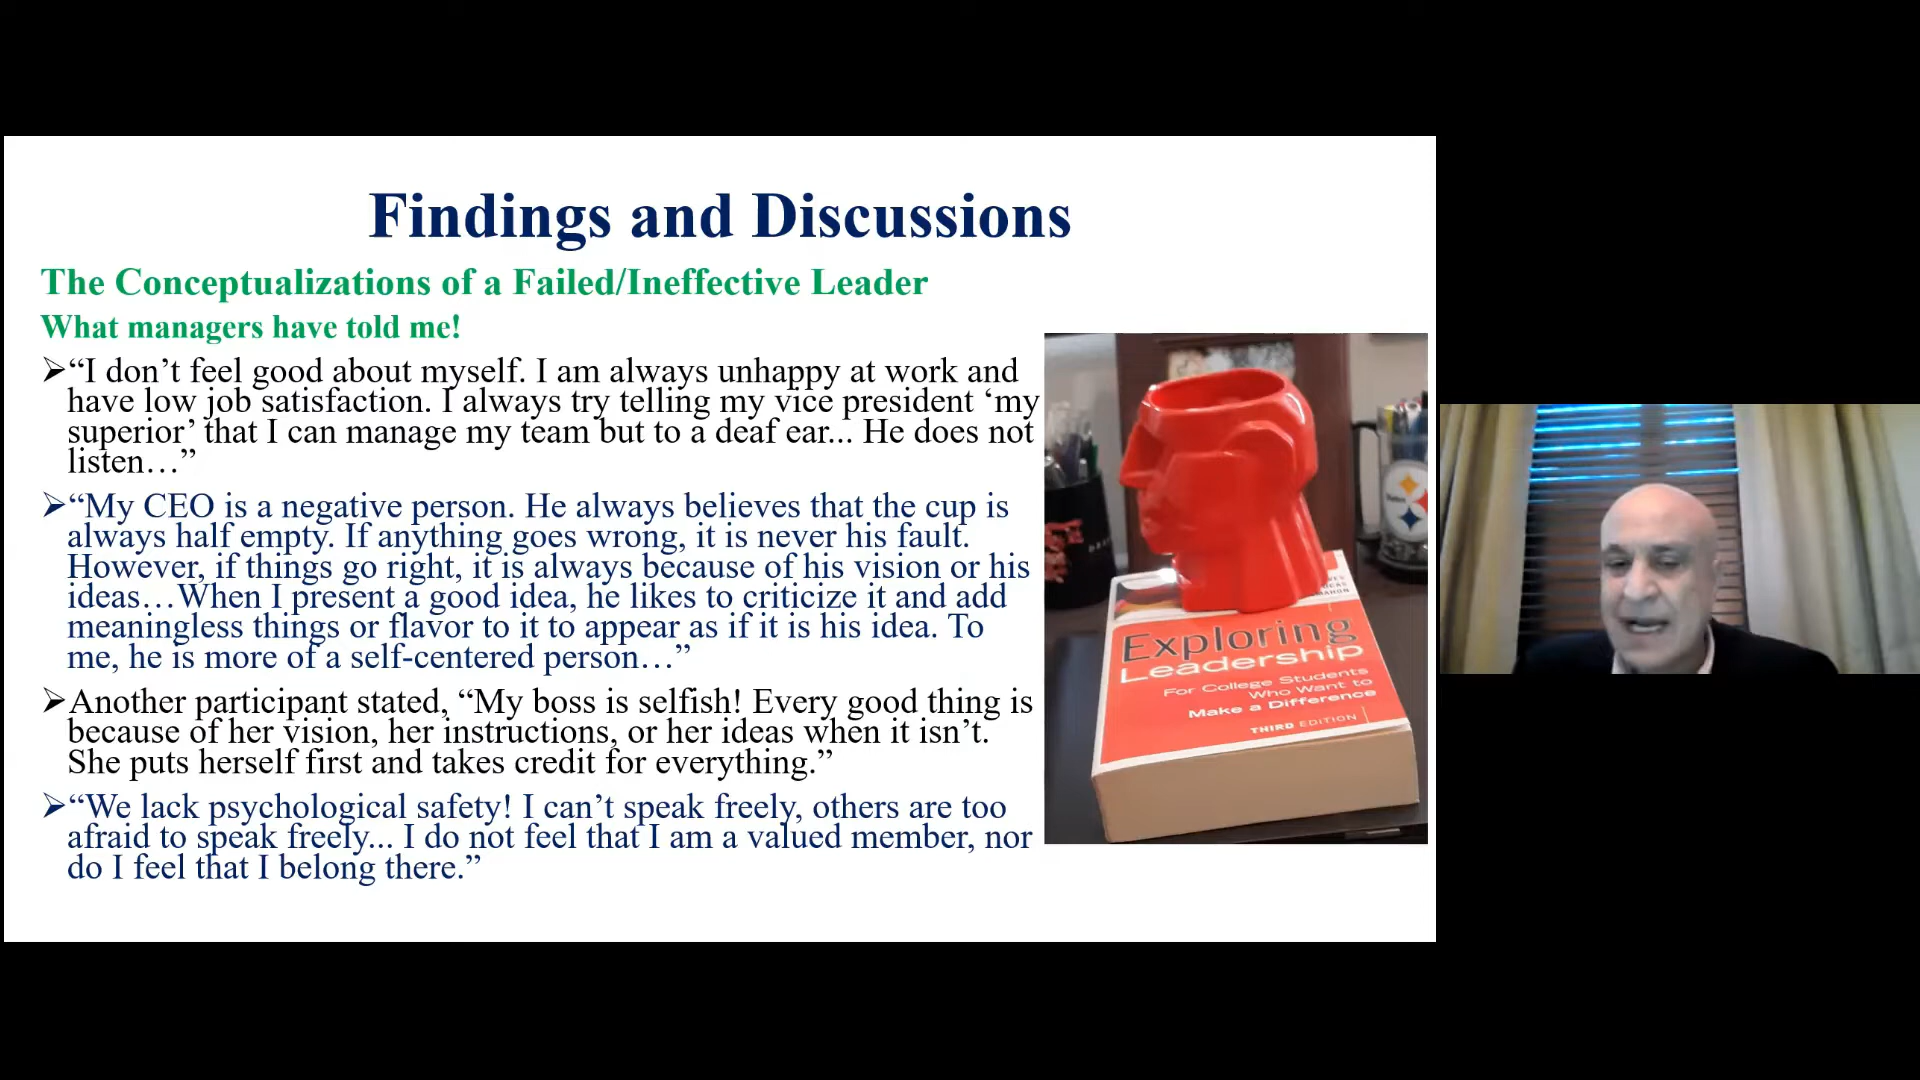 Findings and Discussions
The Conceptualizations of a Failed/Ineffective Leader
What managers have told me!
➢“I don’t feel good about myself. I am always unhappy at work and
have low job satisfaction. I always try telling my vice president ‘my
superior’ that I can manage my team but to a deaf ear... He does not
listen…”
➢“My CEO is a negative person. He always believes that the cup is
always half empty. If anything goes wrong, it is never his fault.
However, if things go right, it is always because of his vision or his
ideas…When I present a good idea, he likes to criticize it and add
meaningless things or flavor to it to appear as if it is his idea. To
me, he is more of a self-centered person…”
➢Another participant stated, “My boss is selfish! Every good thing is
because of her vision, her instructions, or her ideas when it isn’t.
She puts herself first and takes credit for everything.”
➢“We lack psychological safety! I can’t speak freely, others are too
afraid to speak freely... I do not feel that I am a valued member, nor
do I feel that I belong there.”
Exploring
Leadership
For College Students
Who Want to
Make a Difference
THIRD EDITION